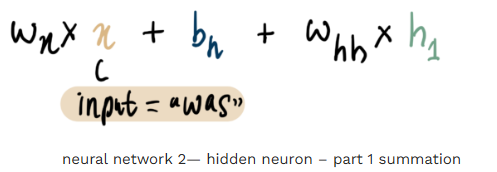 wₓ× x + bₕ + wₕₕ× h₁
input = "was"
neural network 2— hidden neuron – part 1 summation